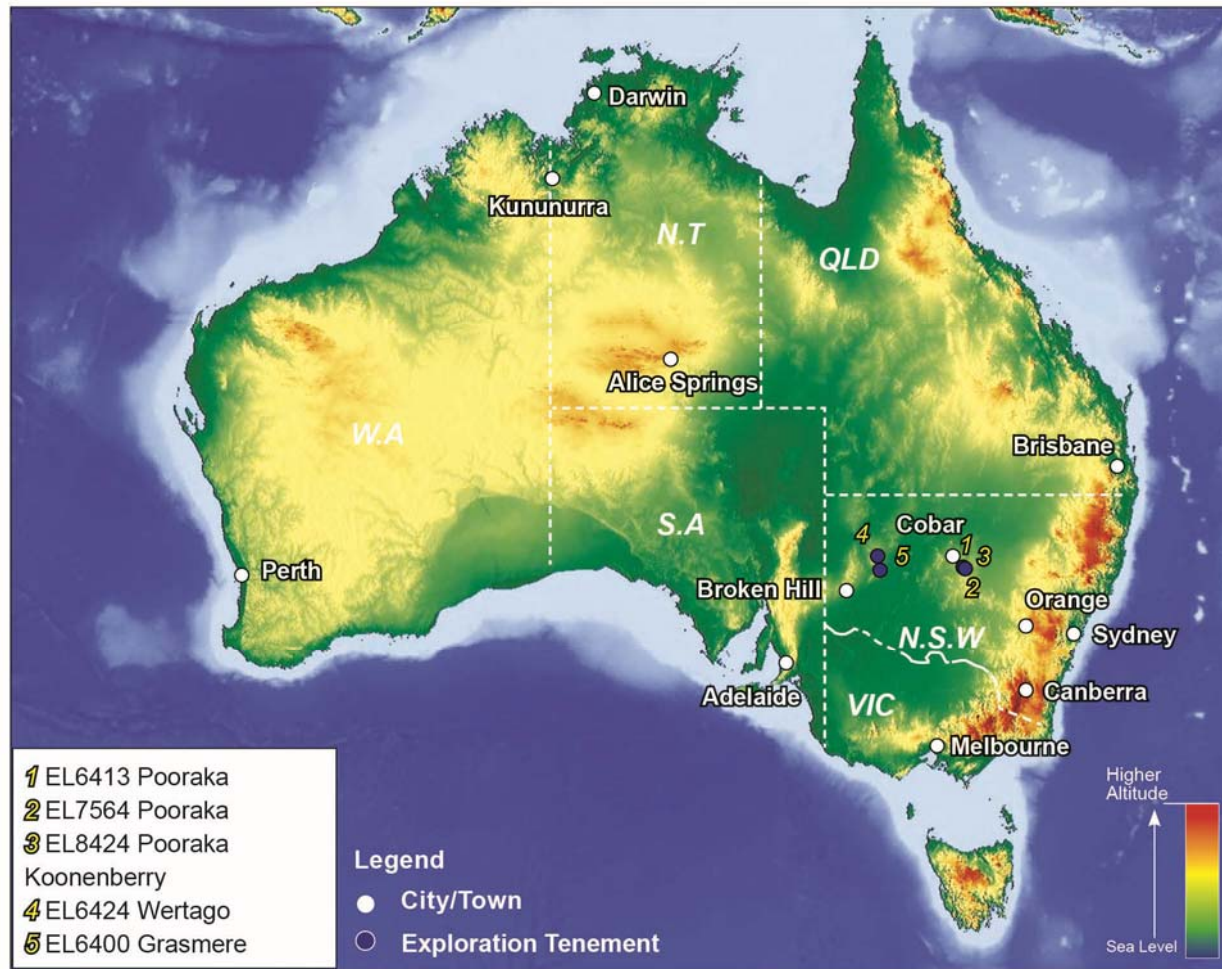 Darwin
Kununurra
N.T
QLD
Alice Springs
W.A
Brisbane
S.A
Cobar
4
1
5
3
Perth
Broken Hill
2
Orange
N.S.W
Sydney
Adelaide
VIC
Canberra
Melbourne
1 EL6413 Pooraka
2 EL7564 Pooraka
3 EL8424 Pooraka
Koonenberry
4 EL6424 Wertago
5 EL6400 Grasmere
Legend
City/Town
Exploration Tenement
Higher
Altitude
Sea Level